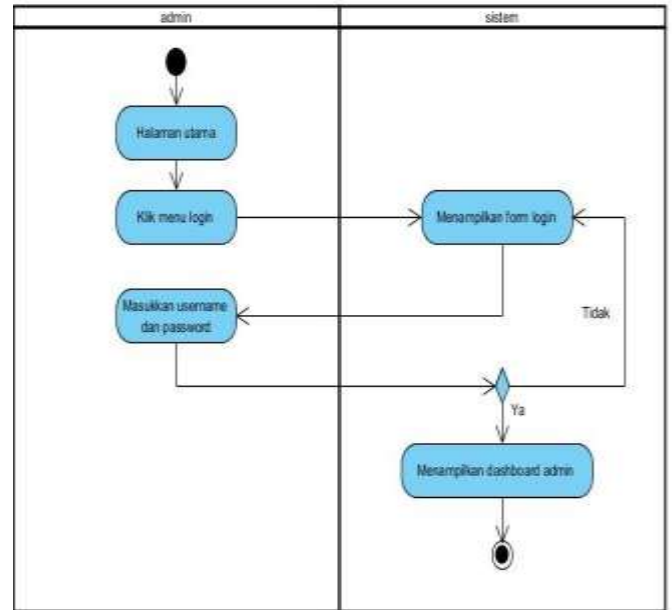 admin
sistem
Halaman utama
Klik menu login
Menampilkan form login
Masukkan username
dan password
Tidak
Ya
Menampilkan dashboard admin